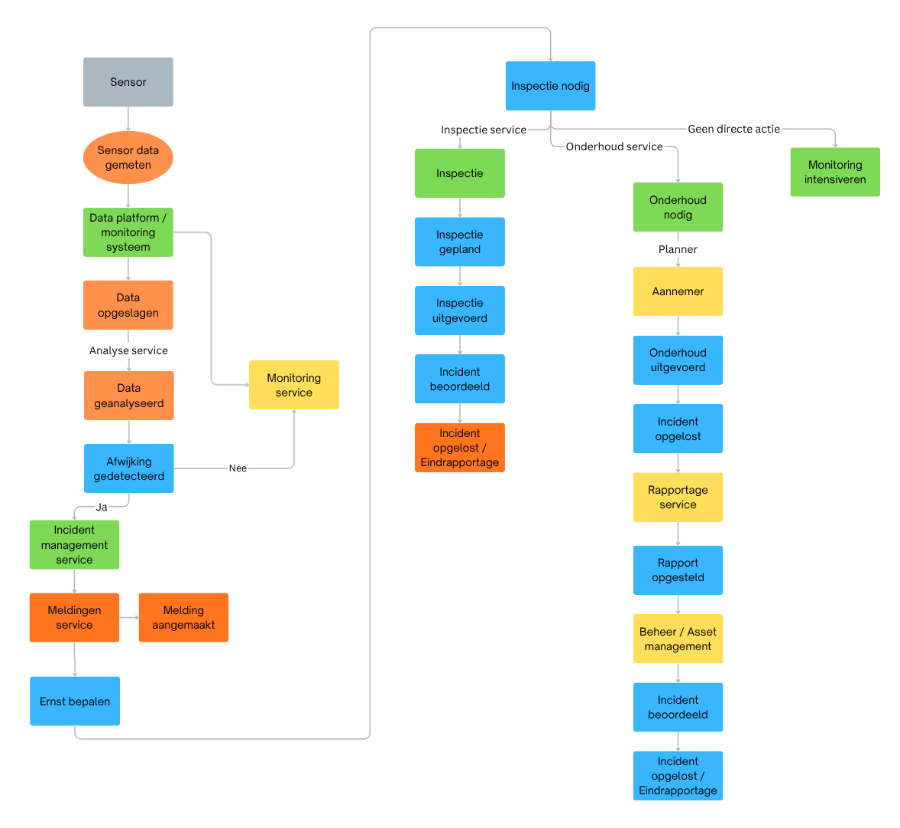 Sensor
Sensor data
gemeten
Data platform /
monitoring
systeem
Data
opgeslagen
Analyse service
Data
geanalyseerd
Monitoring
service
Afwijking
gedetecteerd
Nee
Ja
Incident
management
service
Meldingen
service
Melding
aangemaakt
Ernst bepalen
Inspectie nodig
Inspectie service
Onderhoud service
Geen directe actie
Inspectie
Inspectie
gepland
Inspectie
uitgevoerd
Incident
beoordeeld
Incident
opgelost /
Eindrapportage
Onderhoud
nodig
Planner
Aannemer
Onderhoud
uitgevoerd
Incident
opgelost
Rapportage
service
Rapport
opgesteld
Beheer / Asset
management
Incident
beoordeeld
Incident
opgelost /
Eindrapportage
Monitoring
intensiveren